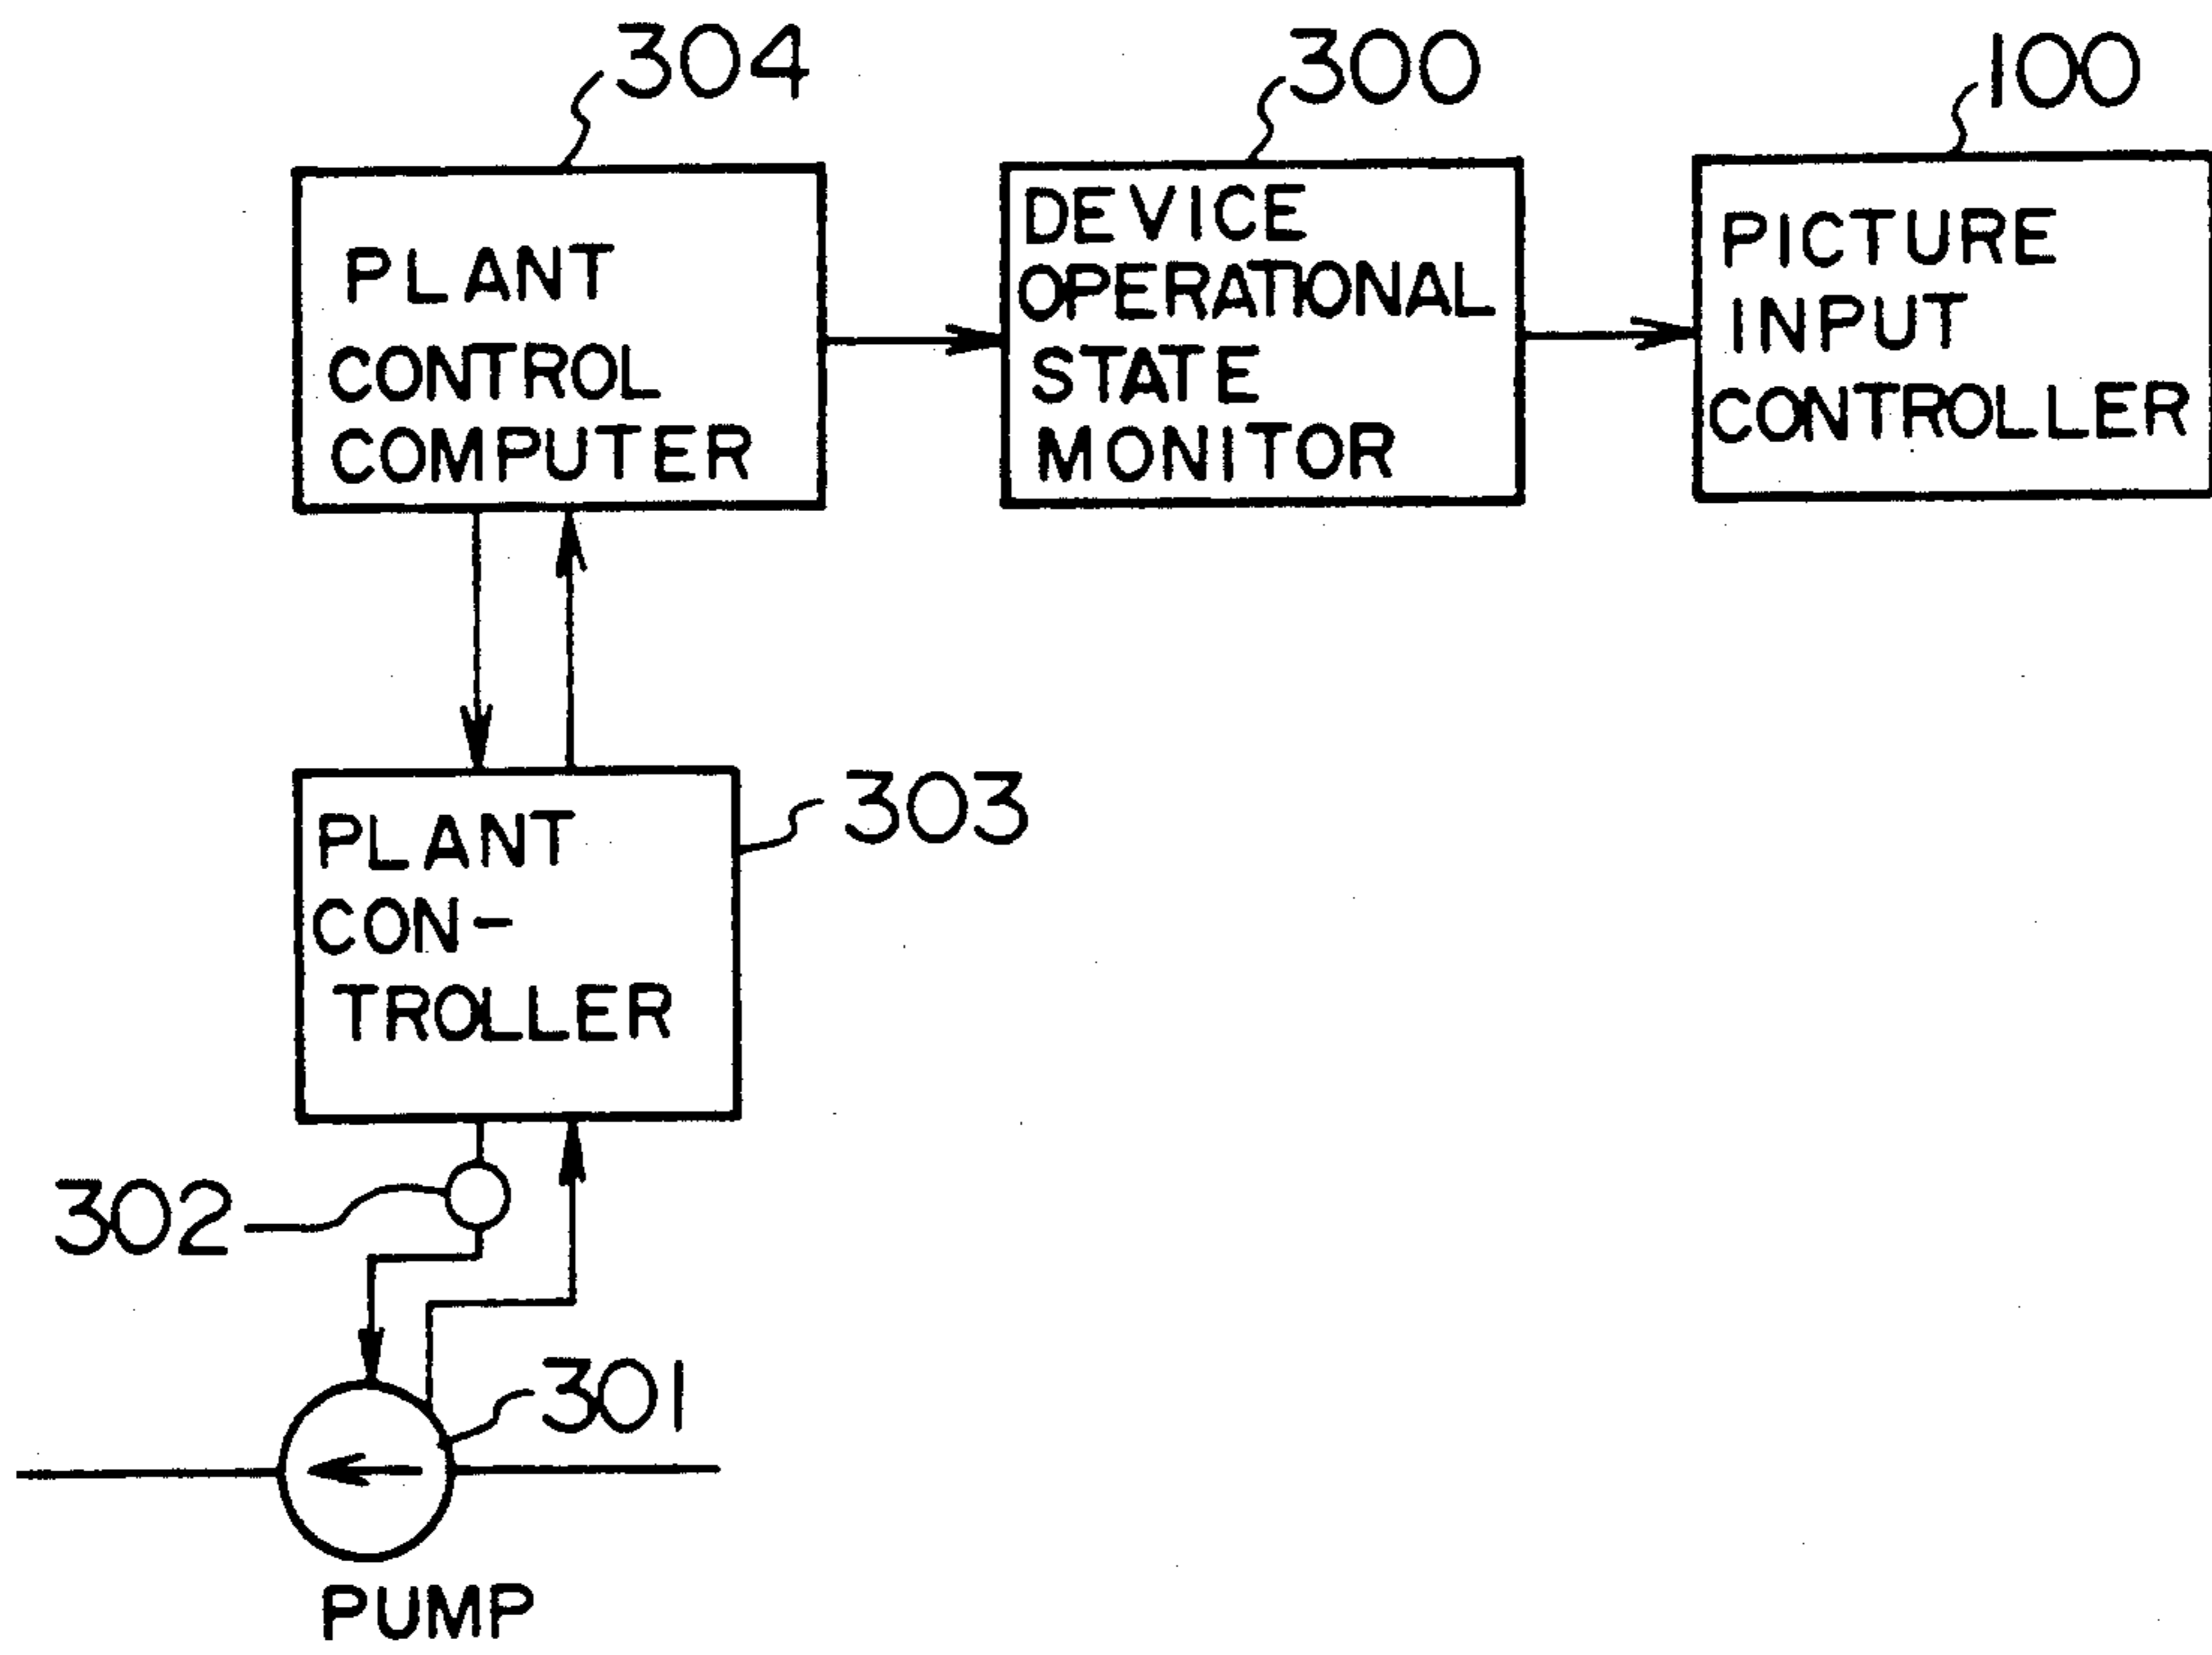 304
300
100
PLANT
CONTROL
COMPUTER
DEVICE
OPERATIONAL
STATE
MONITOR
PICTURE
INPUT
CONTROLLER
303
PLANT
CON-
TROLLER
302
301
PUMP